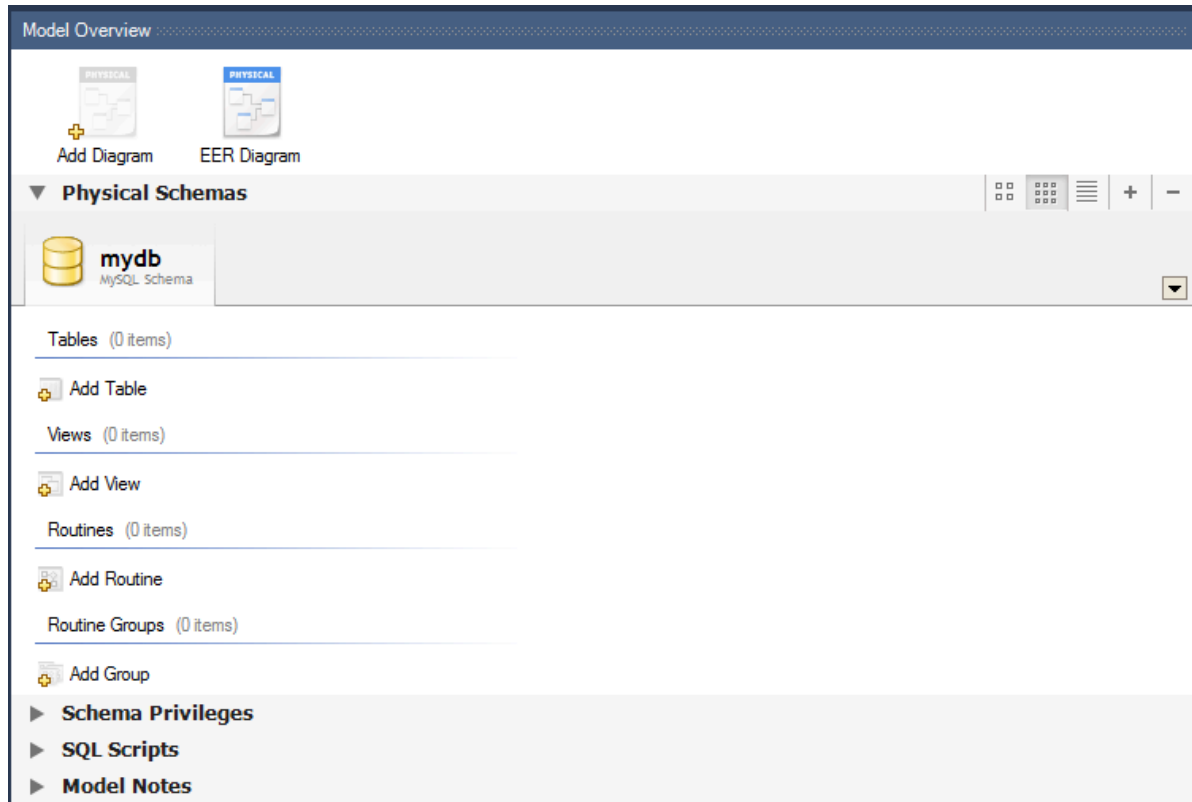 Model Overview
PHYSICAL PHYSICAL
Add Diagram EER Diagram
Physical Schemas
mydb
MySQL Schema
Tables (0 items)
Add Table
Views (0 items)
Add View
Routines (0 items)
Add Routine
Routine Groups (0 items)
Add Group
Schema Privileges
SQL Scripts
Model Notes